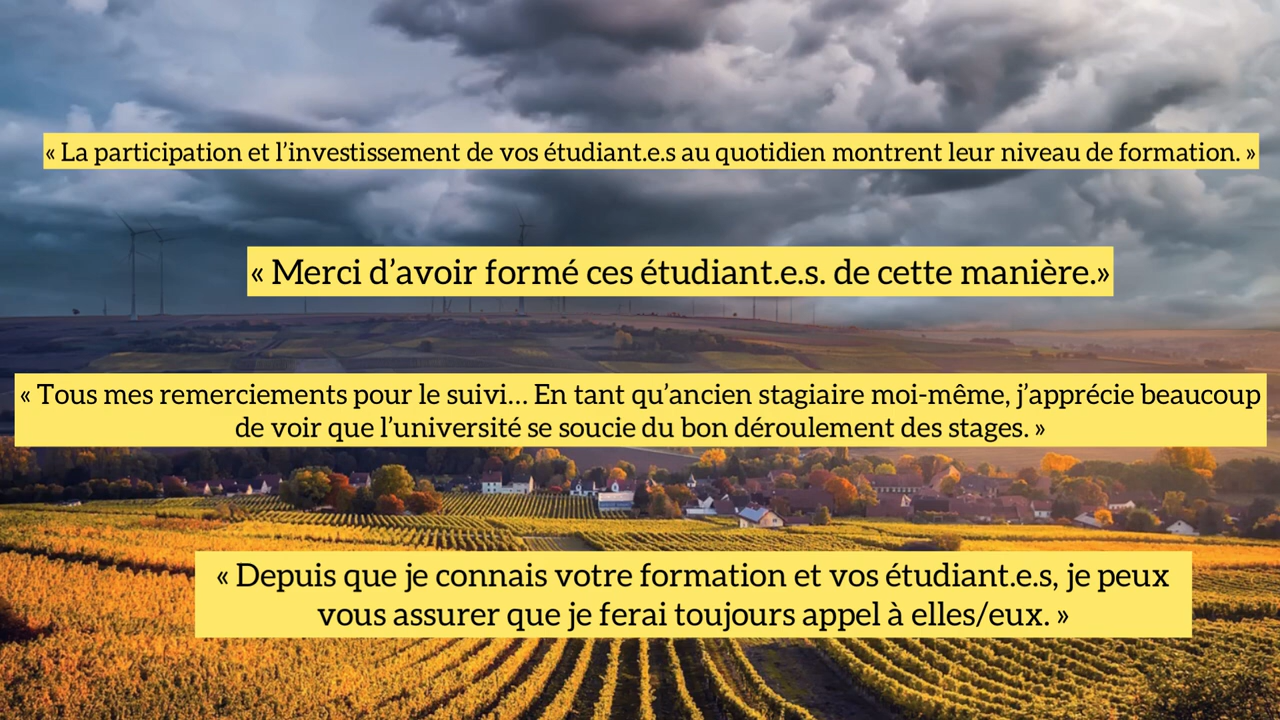 « La participation et l’investissement de vos étudiant.e.s au quotidien montrent leur niveau de formation. »
« Merci d’avoir formé ces étudiant.e.s. de cette manière.»
« Tous mes remerciements pour le suivi… En tant qu’ancien stagiaire moi-même, j’apprécie beaucoup
de voir que l’université se soucie du bon déroulement des stages. »
« Depuis que je connais votre formation et vos étudiant.e.s, je peux
vous assurer que je ferai toujours appel à elles/eux. »